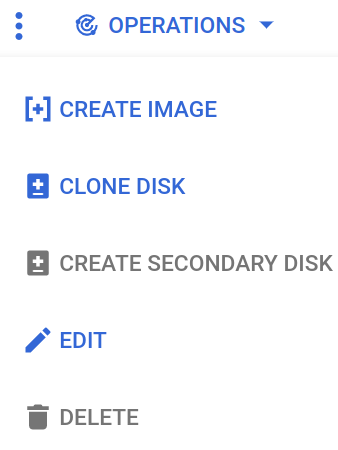 OPERATIONS
CREATE IMAGE
CLONE DISK
CREATE SECONDARY DISK
EDIT
DELETE